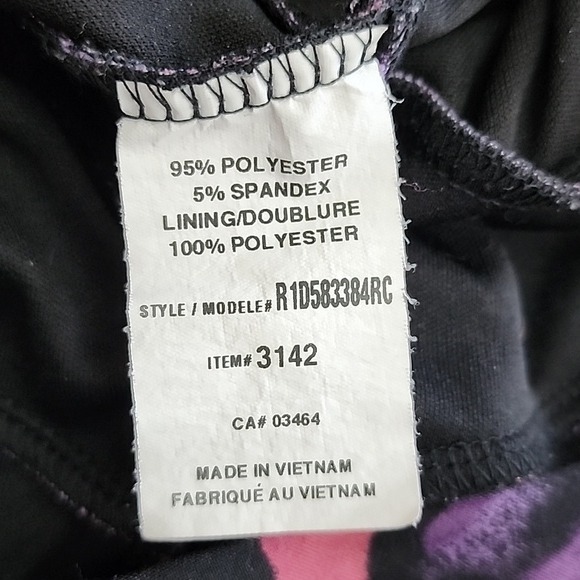 95% POLYESTER
5% SPANDEX
LINING/DOUBLURE
100% POLYESTER
STYLE / MODELE# R1D583384RC
ITEM# 3142
CA# 03464
MADE IN VIETNAM
FABRIQUÉ AU VIETNAM